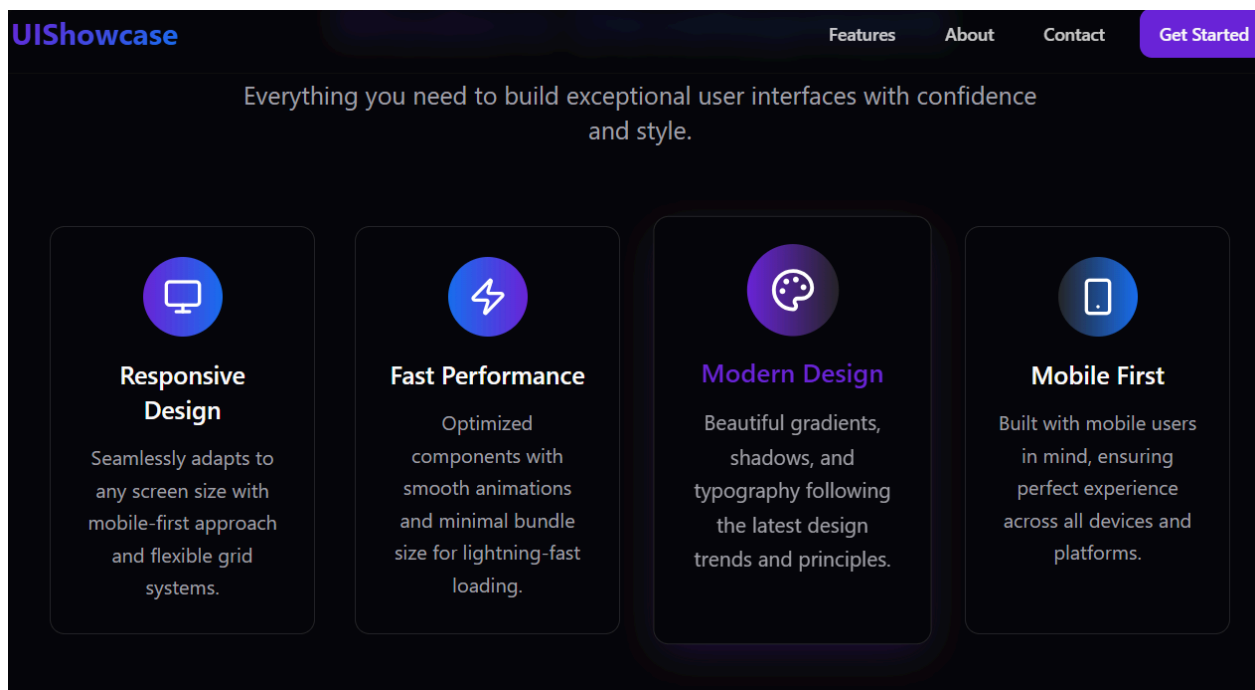 UIShowcase
Features
About
Contact
Get Started
Everything you need to build exceptional user interfaces with confidence
and style.
Responsive
Design
Seamlessly adapts to
any screen size with
mobile-first approach
and flexible grid
systems.
Fast Performance
Optimized
components with
smooth animations
and minimal bundle
size for lightning-fast
loading.
Modern Design
Beautiful gradients,
shadows, and
typography following
the latest design
trends and principles.
Mobile First
Built with mobile users
in mind, ensuring
perfect experience
across all devices and
platforms.